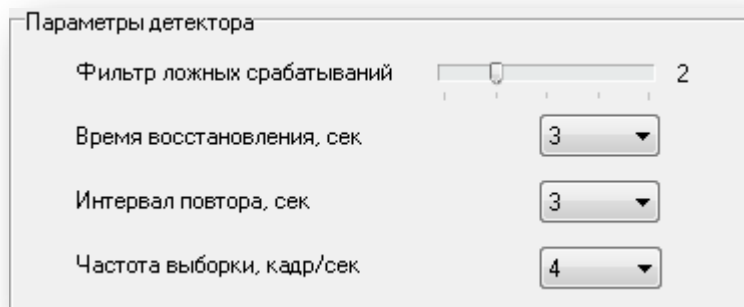 Параметры детектора
Фильтр ложных срабатываний 2
Время восстановления, сек 3
Интервал повтора, сек 3
Частота выборки, кадр/сек 4